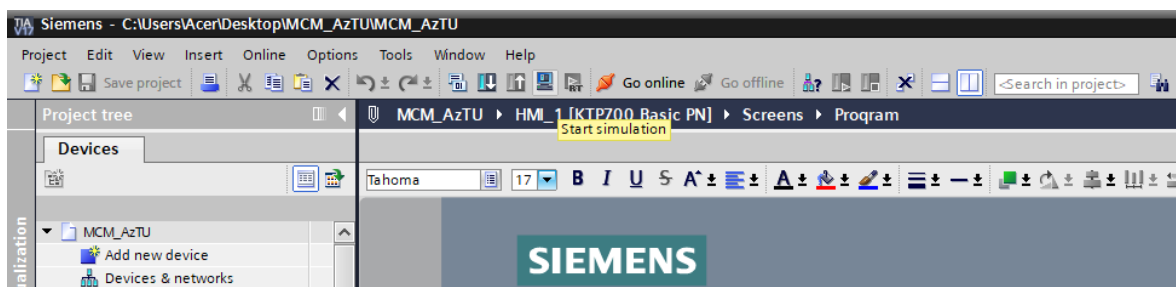 Siemens - C:\Users\Acer\Desktop\MCM_AzTU\MCM_AzTU
Project Edit View Insert Online Options Tools Window Help
Save project Go online Go offline <Search in project>
Project tree MCM_AzTU HMI_1 [KTP700 Basic PN] Screens Proqram
Start simulation
Devices
Tahoma 17 B I U S A A
MCM_AzTU
Add new device
Devices & networks
SIEMENS